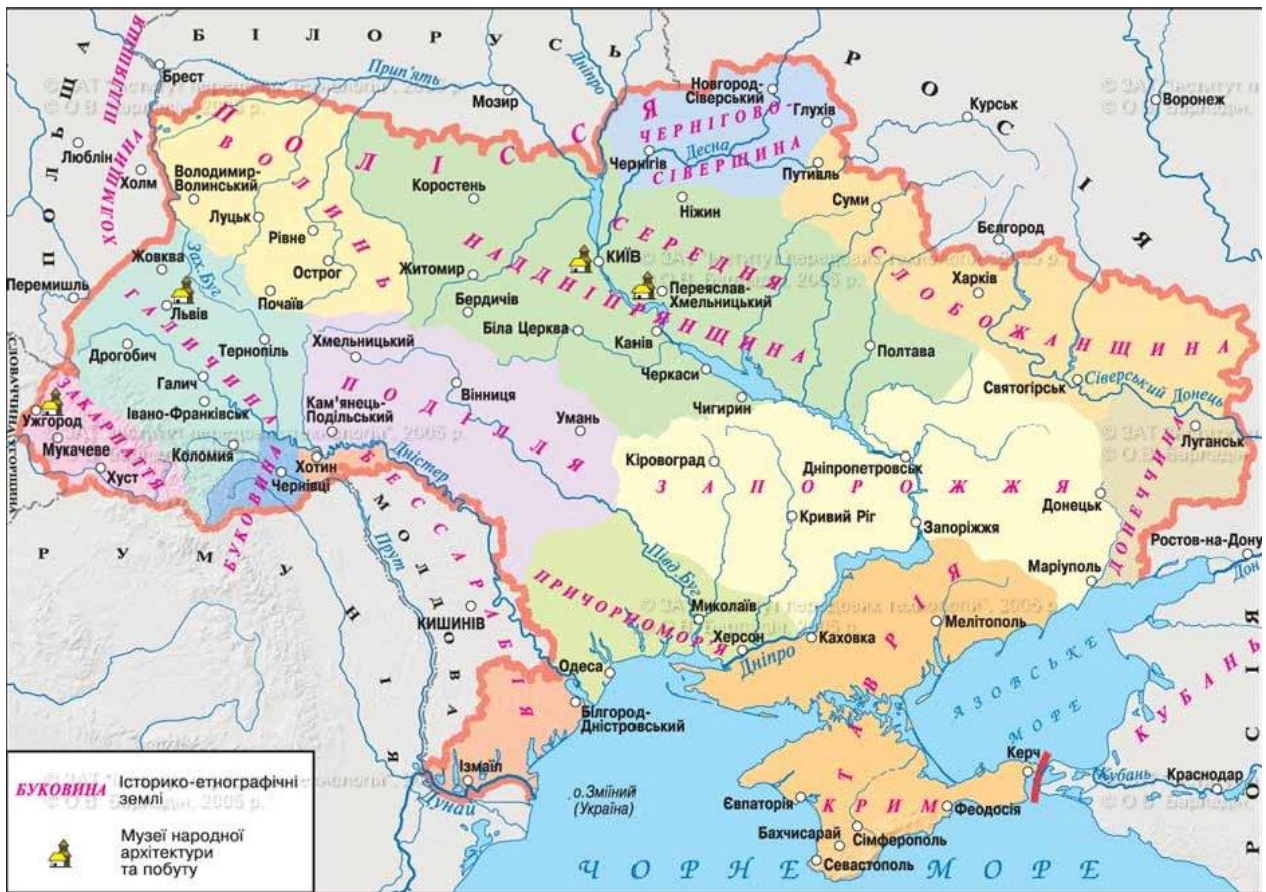 БІЛОРУСЬ
ПОЛЬЩА
РОСІЯ
СЛОВАЧЧИНА
УГОРЩИНА
РУМУНІЯ
МОЛДОВА
РОСІЯ
ПІДЛЯШШЯ
ХОЛМЩИНА
ПОЛІССЯ
ВОЛИНЬ
ЧЕРНІГОВО-
СІВЕРЩИНА
СЕРЕДНЯ
НАДДНІПРЯНЩИНА
СЛОБОЖАНЩИНА
ГАЛИЧИНА
ЗАКАРПАТТЯ
БУКОВИНА
ПОДІЛЛЯ
БЕССАРАБІЯ
ЗАПОРОЖЖЯ
ДОНЕЧЧИНА
ПРИЧОРНОМОРЯ
ТАВРІЯ
КРИМ
КУБАНЬ
Брест
Прип'ять
Мозир
Дніпро
Новгород-
Сіверський
Глухів
Курськ
Воронеж
Люблін
Холм
Володимир-
Волинський
Луцьк
Рівне
Острог
Почаїв
Коростень
Чернігів
Десна
Путивль
Ніжин
Суми
Бєлгород
Харків
Перемишль
Жовква
Зах. Буг
Львів
Житомир
Бердичів
КИЇВ
Переяслав-
Хмельницький
Біла Церква
Канів
Полтава
Дрогобич
Тернопіль
Хмельницький
Вінниця
Черкаси
Чигирин
Святогірськ
Сіверський Донець
Луганськ
Галич
Івано-Франківськ
Кам'янець-
Подільський
Умань
Ужгород
Мукачеве
Хуст
Коломия
Чернівці
Хотин
Дністер
Кіровоград
Дніпропетровськ
Кривий Ріг
Запоріжжя
Донецьк
Маріуполь
Ростов-на-Дону
Дон
Прут
КИШИНІВ
Півд. Буг
Миколаїв
Херсон
Дніпро
Каховка
Мелітополь
Одеса
Білгород-
Дністровський
Ізмаїл
Дунай
о.Зміїний
(Україна)
АЗОВСЬКЕ
МОРЕ
Керч
Кубань
Краснодар
Євпаторія
Феодосія
Бахчисарай
Сімферополь
Севастополь
ЧОРНЕ МОРЕ
БУКОВИНА Історико-етнографічні
землі
Музеї народної
архітектури
та побуту